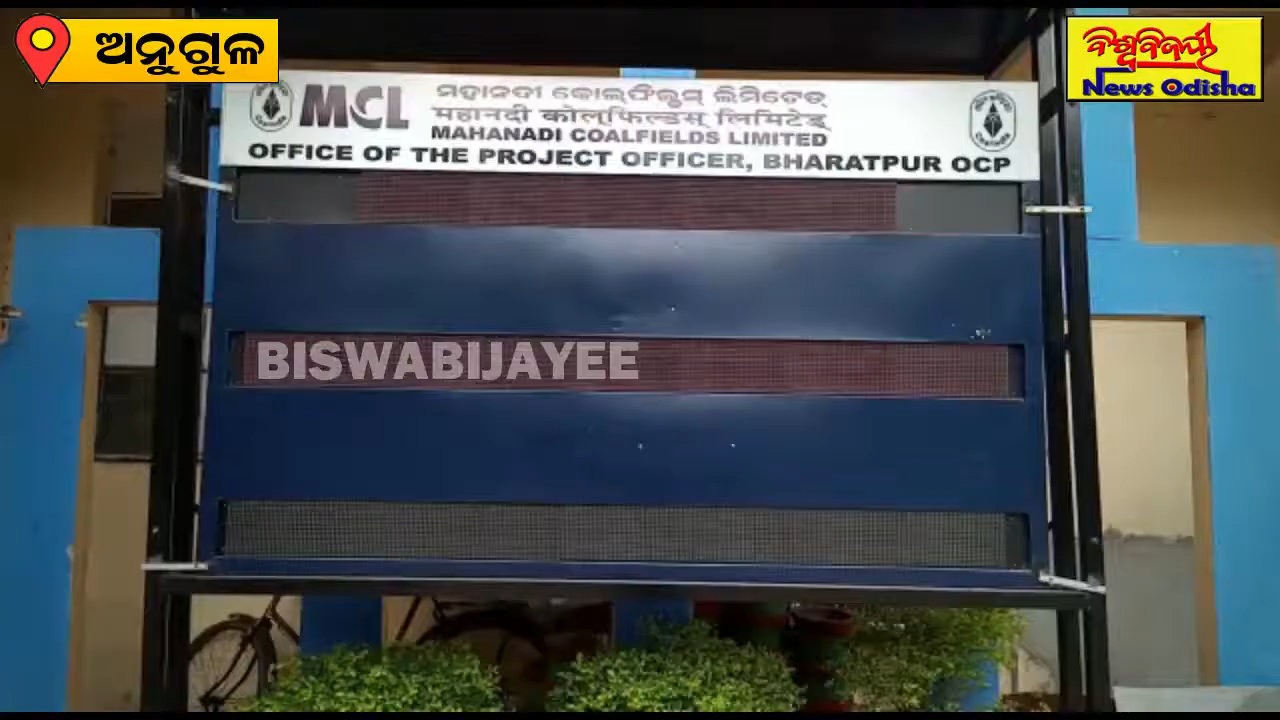 ଅନୁଗୁଳ
ବିଶ୍ୱବିଜୟୀ
News Odisha
MCL
ମହାନଦୀ କୋଲ୍‌ଫିଲ୍ଡସ୍ ଲିମିଟେଡ୍
महानदी कोल्फिल्डस् लिमिटेड्
MAHANADI COALFIELDS LIMITED
OFFICE OF THE PROJECT OFFICER, BHARATPUR OCP
BISWABIJAYEE